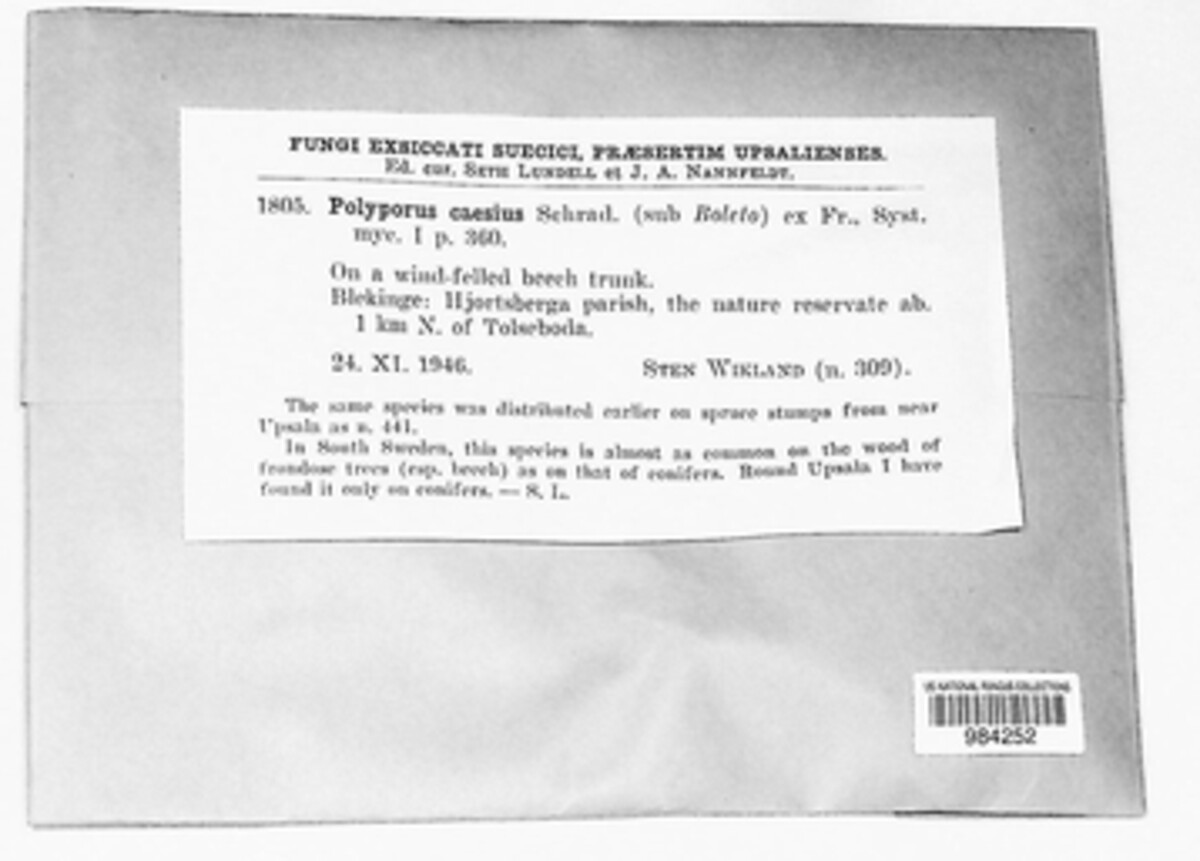 FUNGI EXSICCATI SUECICI, PRÆSERTIM UPSALIENSES.
Ed. cur. SETH LUNDELL et J. A. NANNFELDT.
1805. Polyporus caesius Schrad. (sub Boleto) ex Fr., Syst.
myc. I p. 360.
On a wind-felled beech trunk.
Blekinge: Hjortsberga parish, the nature reservate ab.
1 km N. of Tolseboda.
24. XI. 1946. STEN WIKLAND (n. 309).
The same species was distributed earlier on spruce stumps from near
Upsala as n. 441.
In South Sweden, this species is almost as common on the wood of
frondose trees (esp. beech) as on that of conifers. Round Upsala I have
found it only on conifers. — S. L.
US NATIONAL FUNGUS COLLECTIONS
984252